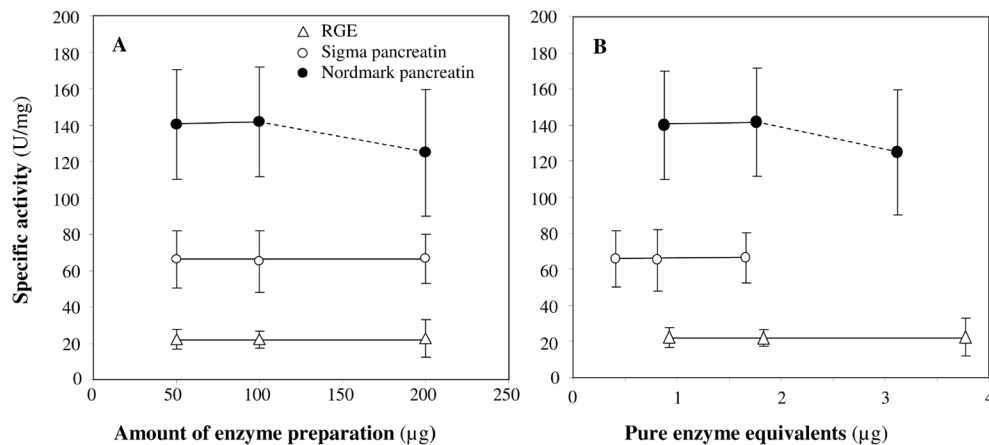 A
RGE
Sigma pancreatin
Nordmark pancreatin
Specific activity (U/mg)
200
180
160
140
120
100
80
60
40
20
0
0 50 100 150 200 250
Amount of enzyme preparation (µg)
B
200
180
160
140
120
100
80
60
40
20
0
0 1 2 3 4
Pure enzyme equivalents (µg)